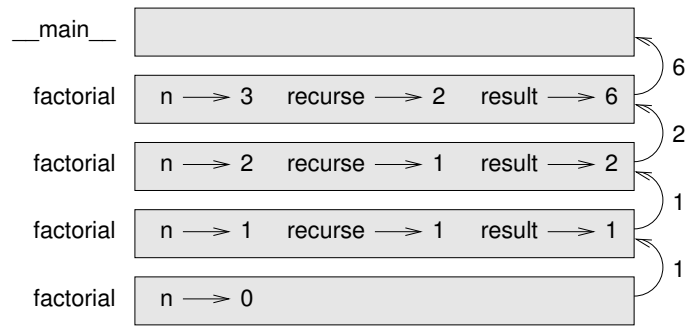 __main__
6
factorial n 3 recurse 2 result 6
2
factorial n 2 recurse 1 result 2
1
factorial n 1 recurse 1 result 1
1
factorial n 0